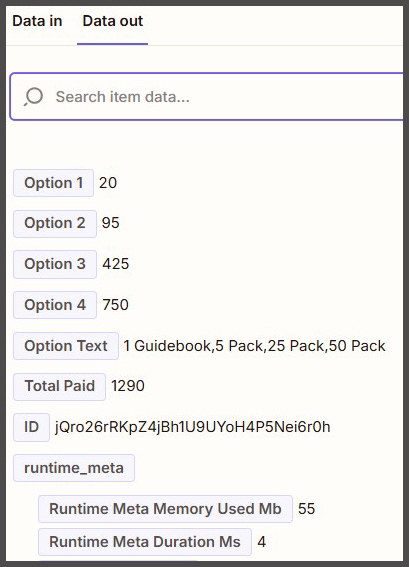 Data in Data out
Search item data...
Option 1 20
Option 2 95
Option 3 425
Option 4 750
Option Text 1 Guidebook,5 Pack,25 Pack,50 Pack
Total Paid 1290
ID jQro26rRKpZ4jBh1U9UYoH4P5Nei6r0h
runtime_meta
Runtime Meta Memory Used Mb 55
Runtime Meta Duration Ms 4